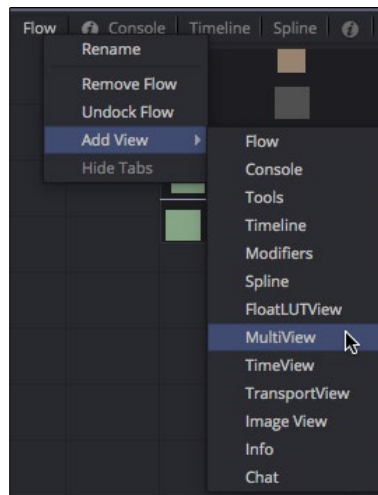 Flow Console Timeline Spline
Rename
Remove Flow
Undock Flow
Add View
Hide Tabs
Flow
Console
Tools
Timeline
Modifiers
Spline
FloatLUTView
MultiView
TimeView
TransportView
Image View
Info
Chat